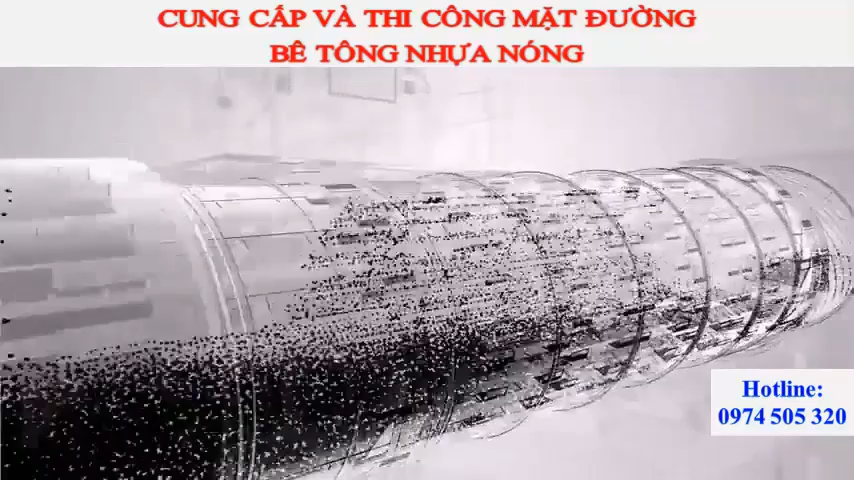 CUNG CẤP VÀ THI CÔNG MẶT ĐƯỜNG
BÊ TÔNG NHỰA NÓNG
Hotline:
0974 505 320